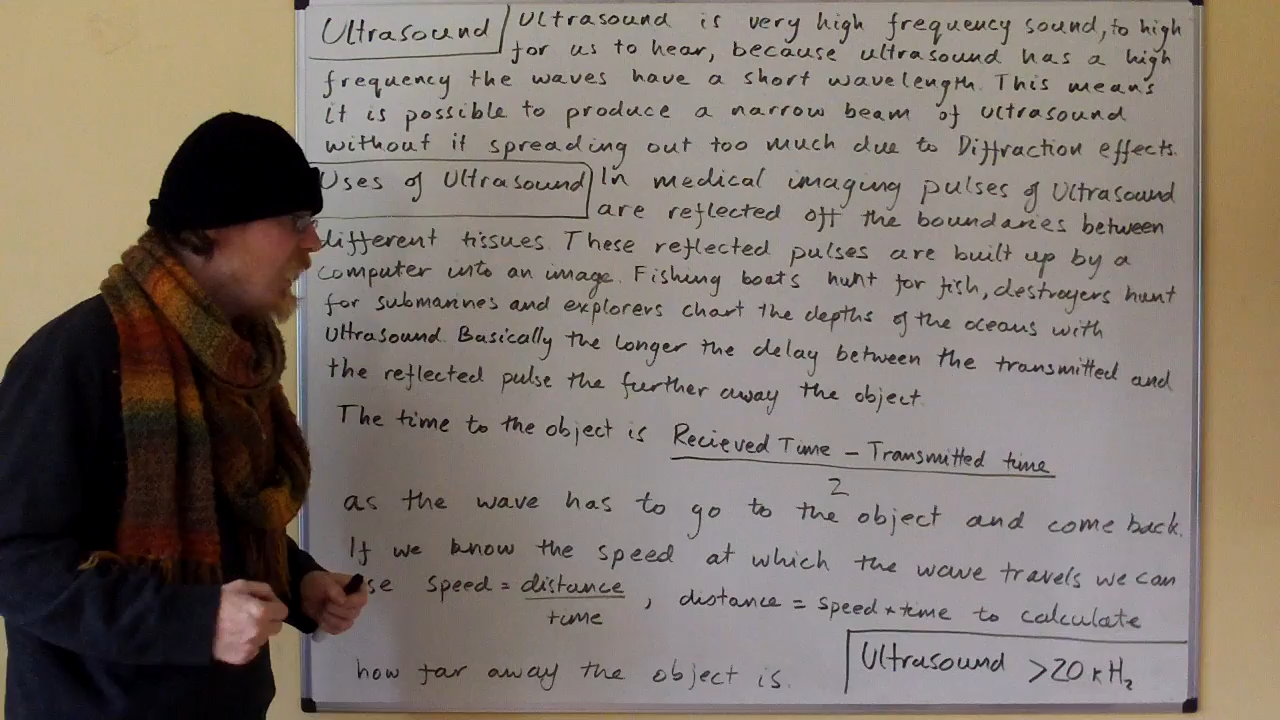 Ultrasound Ultrasound is very high frequency sound, to high
for us to hear, because ultrasound has a high
frequency the waves have a short wavelength. This means
it is possible to produce a narrow beam of ultrasound
without it spreading out too much due to Diffraction effects.
Uses of Ultrasound In medical imaging pulses of Ultrasound
are reflected off the boundaries between
different tissues. These reflected pulses are built up by a
computer into an image. Fishing boats hunt for fish, destroyers hunt
for submarines and explorers chart the depths of the oceans with
Ultrasound. Basically the longer the delay between the transmitted and
the reflected pulse the further away the object.
The time to the object is Recieved Time - Transmitted time
2
as the wave has to go to the object and come back.
If we know the speed at which the wave travels we can
se speed = distance , distance = speed * time to calculate
time
how far away the object is.
Ultrasound >20 kHz